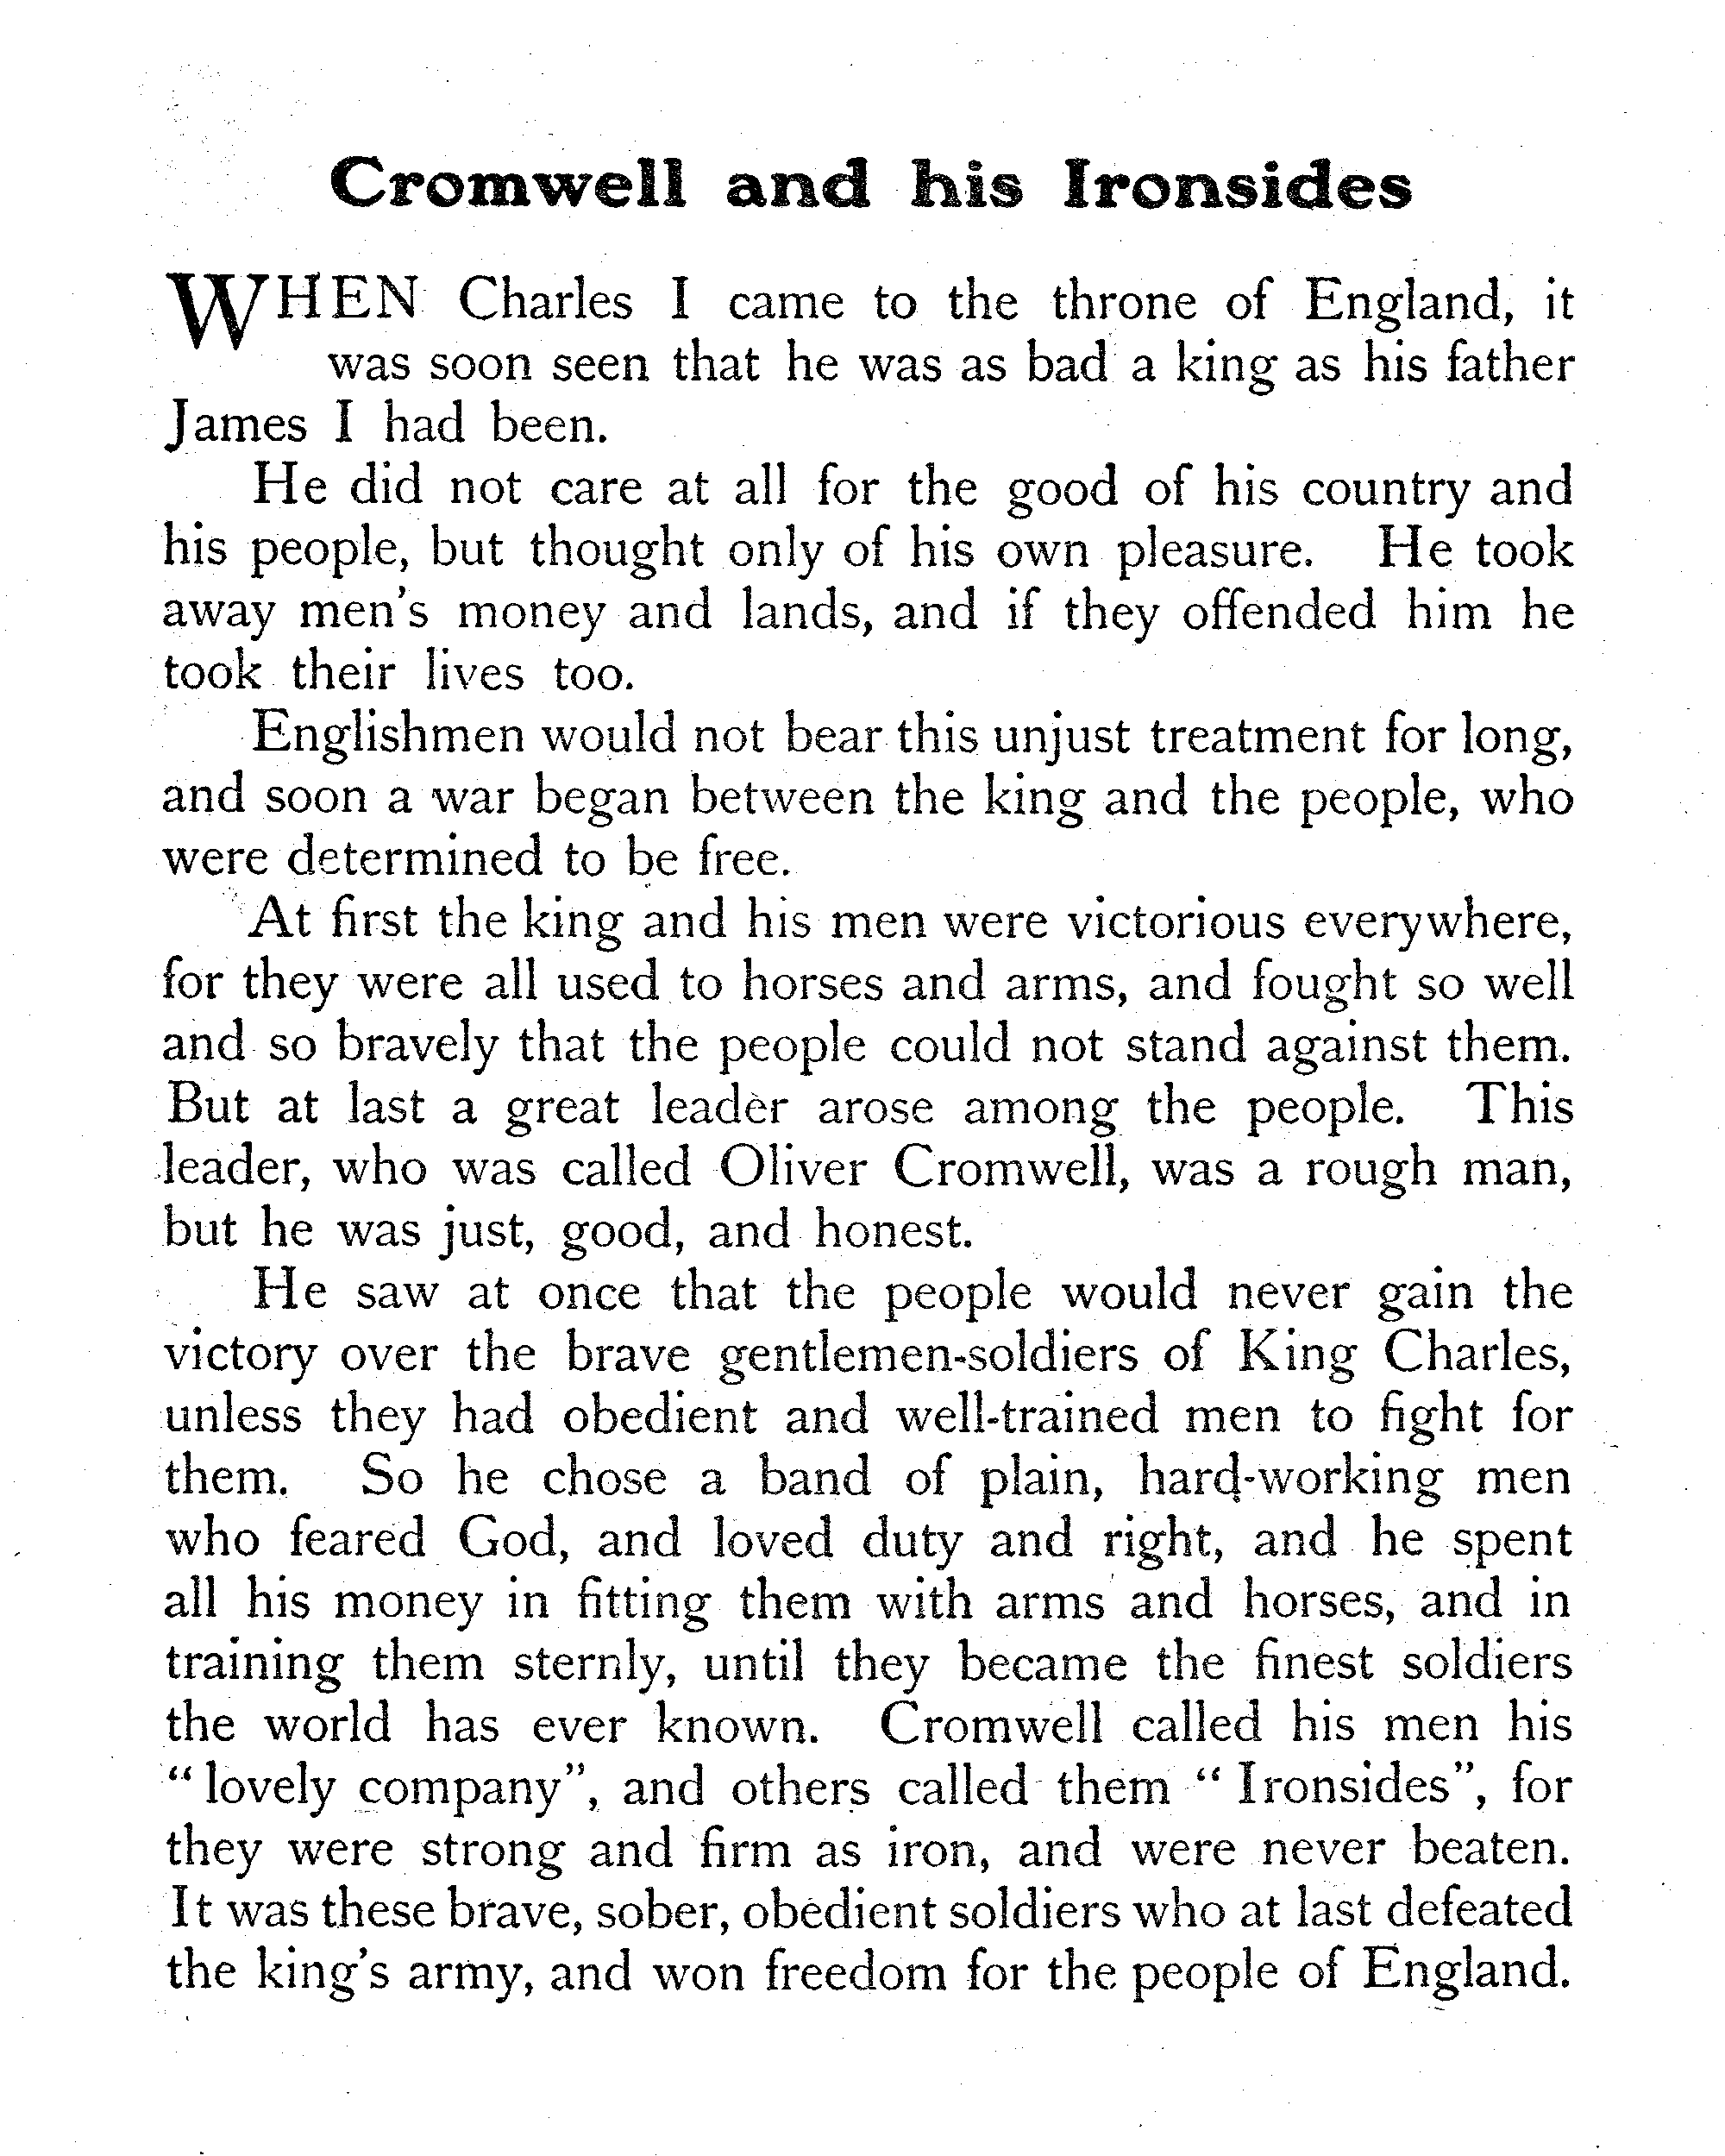 Cromwell and his Ironsides
WHEN Charles I came to the throne of England, it
was soon seen that he was as bad a king as his father
James I had been.
He did not care at all for the good of his country and
his people, but thought only of his own pleasure. He took
away men's money and lands, and if they offended him he
took their lives too.
Englishmen would not bear this unjust treatment for long,
and soon a war began between the king and the people, who
were determined to be free.
At first the king and his men were victorious everywhere,
for they were all used to horses and arms, and fought so well
and so bravely that the people could not stand against them.
But at last a great leader arose among the people. This
leader, who was called Oliver Cromwell, was a rough man,
but he was just, good, and honest.
He saw at once that the people would never gain the
victory over the brave gentlemen-soldiers of King Charles,
unless they had obedient and well-trained men to fight for
them. So he chose a band of plain, hard-working men
who feared God, and loved duty and right, and he spent
all his money in fitting them with arms and horses, and in
training them sternly, until they became the finest soldiers
the world has ever known. Cromwell called his men his
“lovely company”, and others called them “Ironsides”, for
they were strong and firm as iron, and were never beaten.
It was these brave, sober, obedient soldiers who at last defeated
the king's army, and won freedom for the people of England.